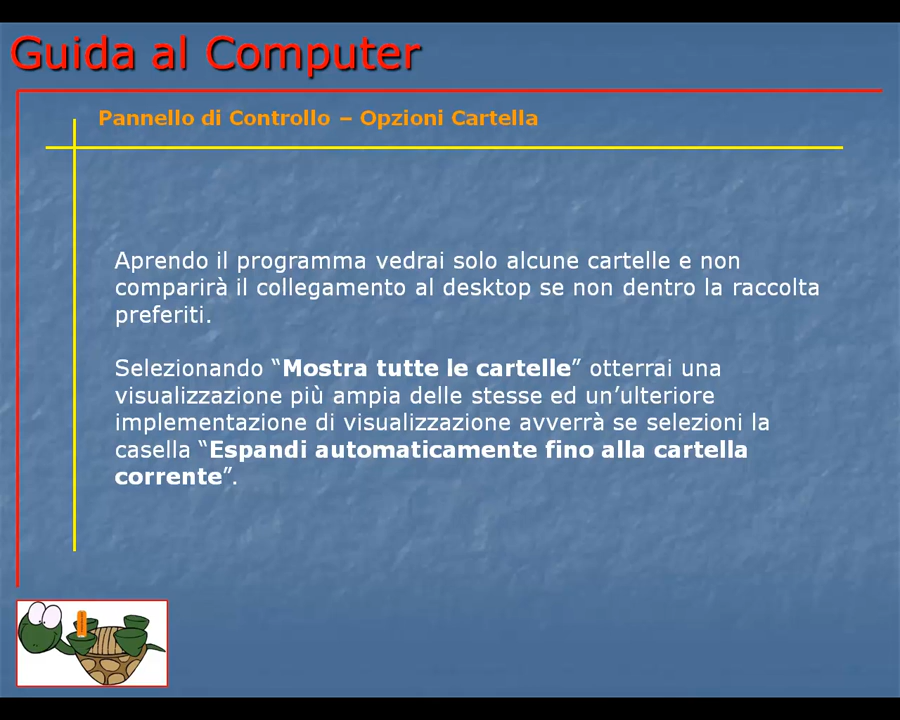 Guida al Computer
Pannello di Controllo – Opzioni Cartella
Aprendo il programma vedrai solo alcune cartelle e non
comparirà il collegamento al desktop se non dentro la raccolta
preferiti.
Selezionando “Mostra tutte le cartelle” otterrai una
visualizzazione più ampia delle stesse ed un’ulteriore
implementazione di visualizzazione avverrà se selezioni la
casella “Espandi automaticamente fino alla cartella
corrente”.